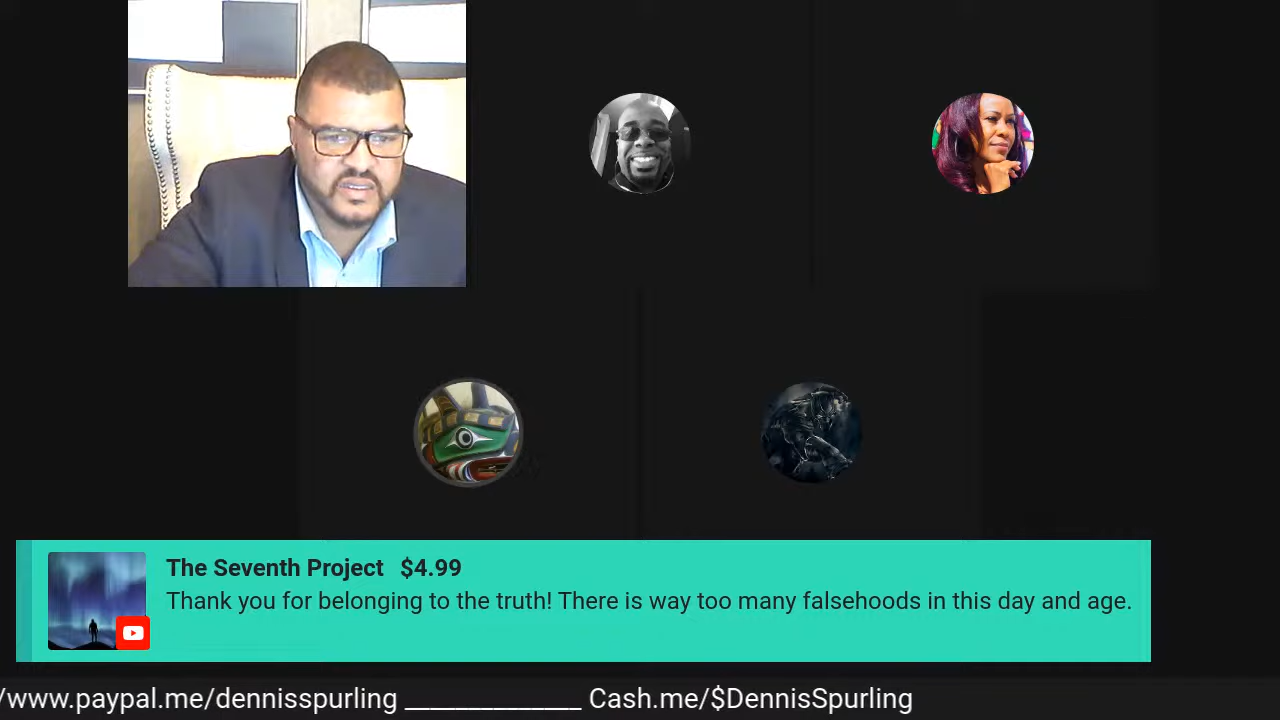 The Seventh Project $4.99
Thank you for belonging to the truth! There is way too many falsehoods in this day and age.
/www.paypal.me/dennisspurling ______________ Cash.me/$DennisSpurling